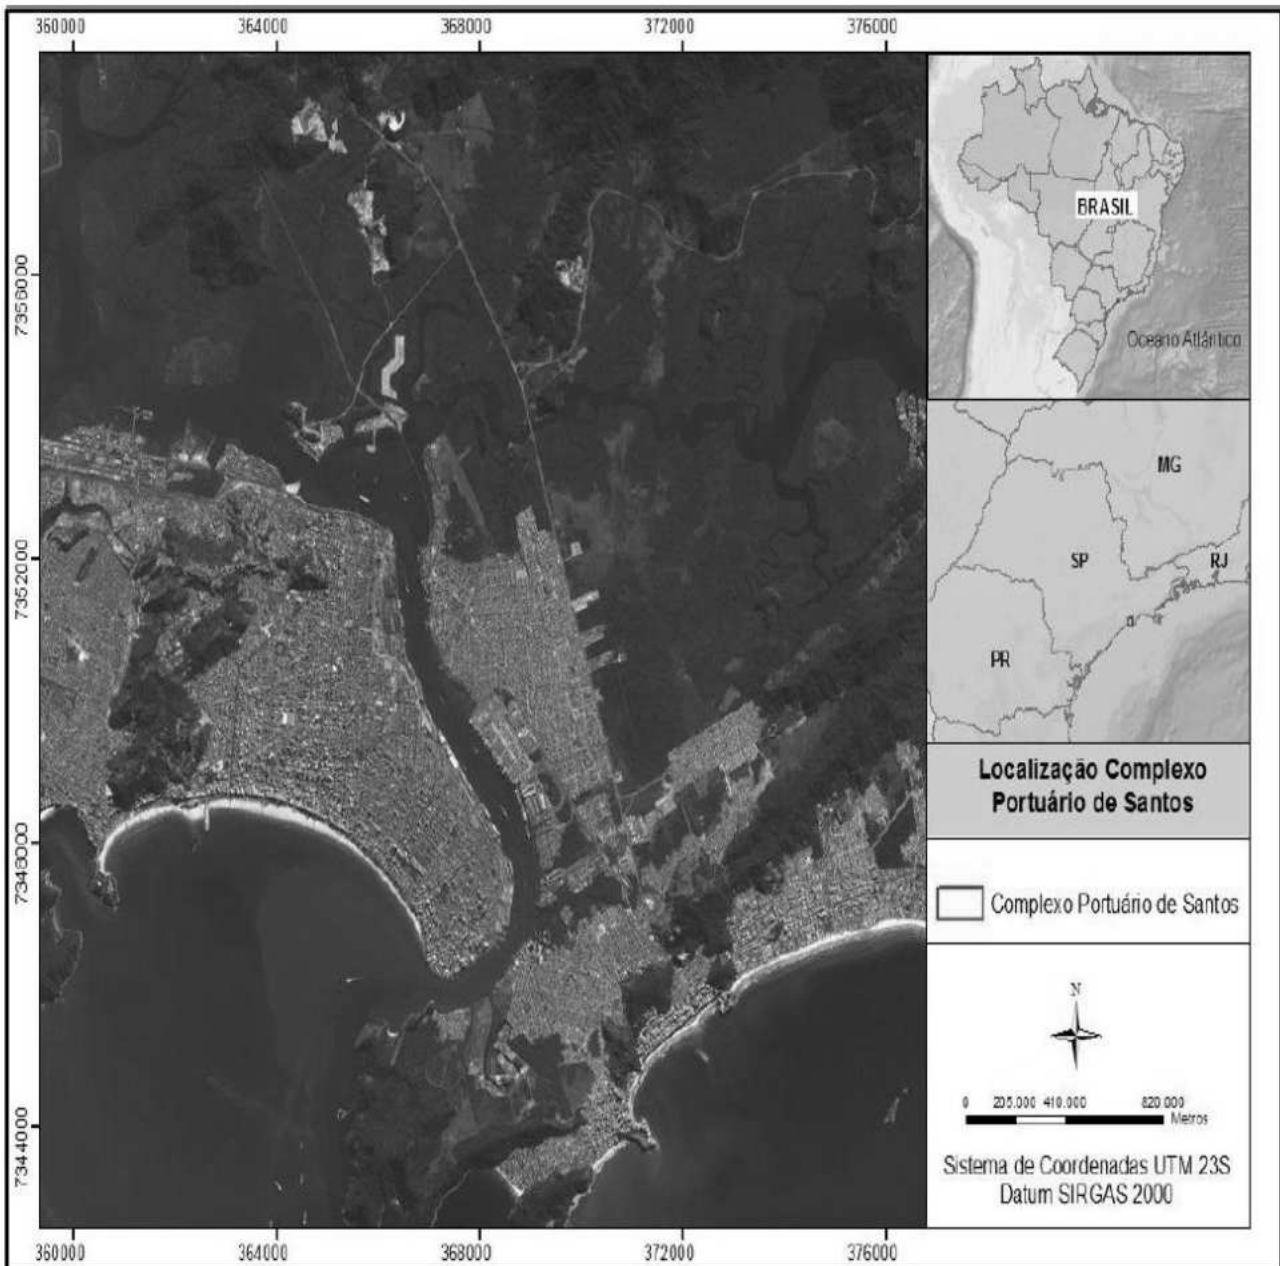 360000 364000 368000 372000 376000
7356000
7352000
7348000
7344000
BRASIL
Oceano Atlântico
MG
SP
RJ
PR
Localização Complexo
Portuário de Santos
Complexo Portuário de Santos
N
0 205.000 410.000 820.000
Metros
Sistema de Coordenadas UTM 23S
Datum SIRGAS 2000
360000 364000 368000 372000 376000